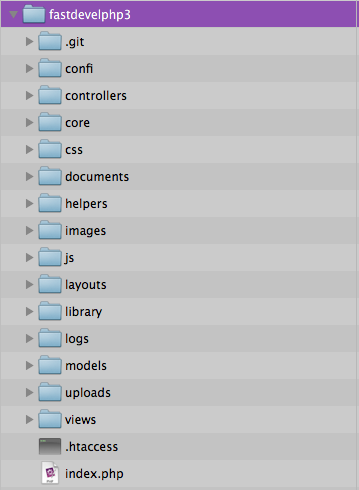 fastdevelphp3
.git
confi
controllers
core
css
documents
helpers
images
js
layouts
library
logs
models
uploads
views
.htaccess
index.php